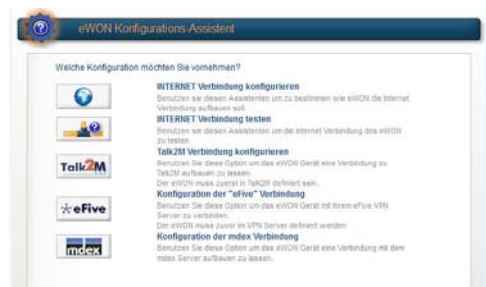 eWON Konfigurations-Assistent
Welche Konfiguration möchten Sie vornehmen?
INTERNET Verbindung konfigurieren
Benutzen sie diesen Assistenten um zu bestimmen wie eWON die Internet
Verbindung aufbauen soll.
INTERNET Verbindung testen
Benutzen sie diesen Assistenten um die Internet Verbindung des eWON
zu testen.
Talk2M
Talk2M Verbindung konfigurieren
Benutzen Sie diese Option um das eWON Gerät eine Verbindung zu
Talk2M aufbauen zu lassen.
Der eWON muss zuerst in Talk2M definiert sein.
eFive
Konfiguration der "eFive" Verbindung
Benutzen Sie diese Option um das eWON Gerät mit Ihrem eFive VPN
Server zu verbinden.
Der eWON muss zuvor im VPN Server definiert werden.
mdex
Konfiguration der mdex Verbindung
Benutzen Sie diese Option um das eWON Gerät eine Verbindung mit dem
mdex Server aufbauen zu lassen.